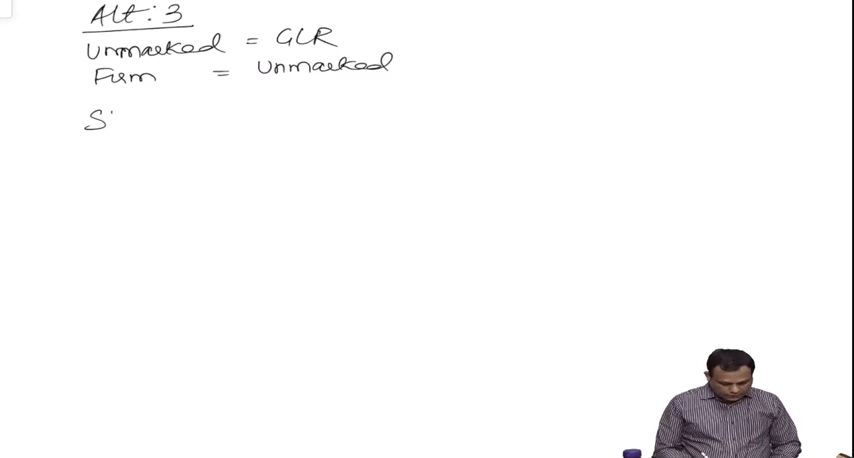 Alt: 3
Unmarked = GLR
Firm = Unmarked
S